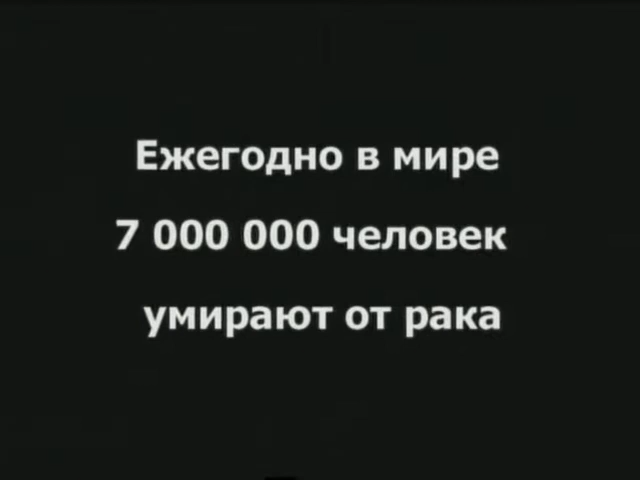 Ежегодно в мире
7 000 000 человек
умирают от рака